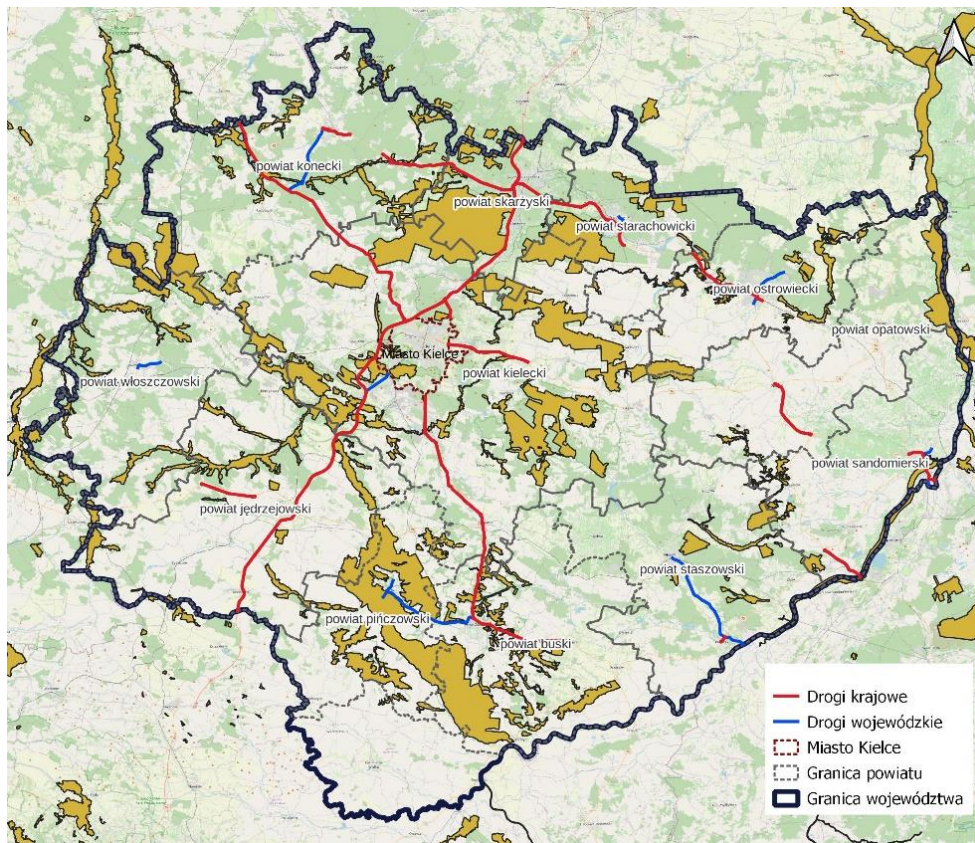 powiat konecki
powiat skarżyski
powiat starachowicki
powiat ostrowiecki
powiat opatowski
Miasto Kielce
powiat kielecki
powiat włoszczowski
powiat sandomierski
powiat jędrzejowski
powiat staszowski
powiat pińczowski
powiat buski
Drogi krajowe
Drogi wojewódzkie
Miasto Kielce
Granica powiatu
Granica województwa